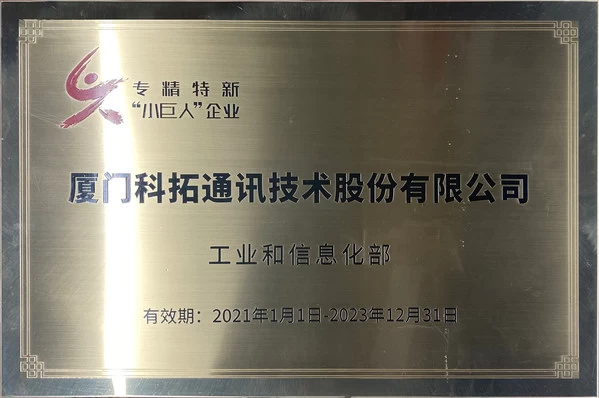 专精特新
“小巨人”企业
厦门科拓通讯技术股份有限公司
工业和信息化部
有效期：2021年1月1日-2023年12月31日